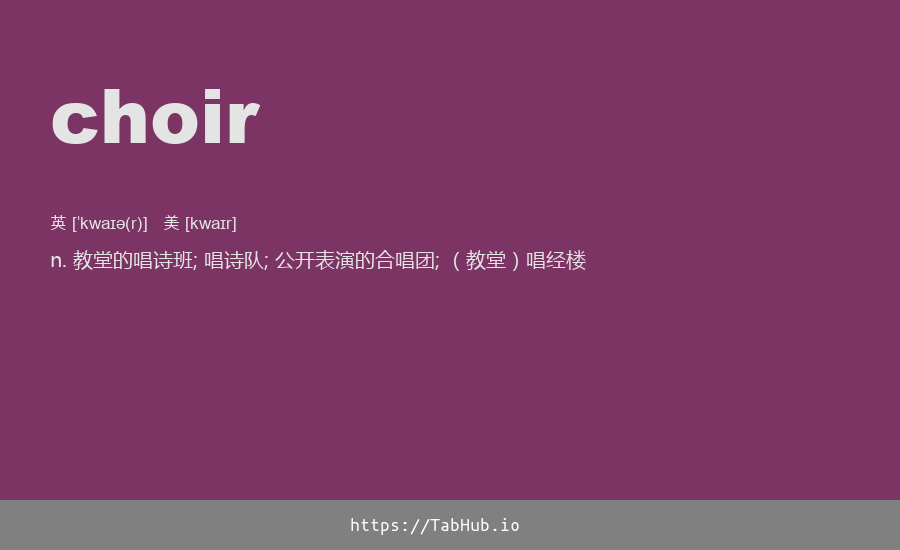 choir
英 [ˈkwaɪə(r)] 美 [kwaɪr]
n. 教堂的唱诗班; 唱诗队; 公开表演的合唱团; （教堂）唱经楼
https://TabHub.io